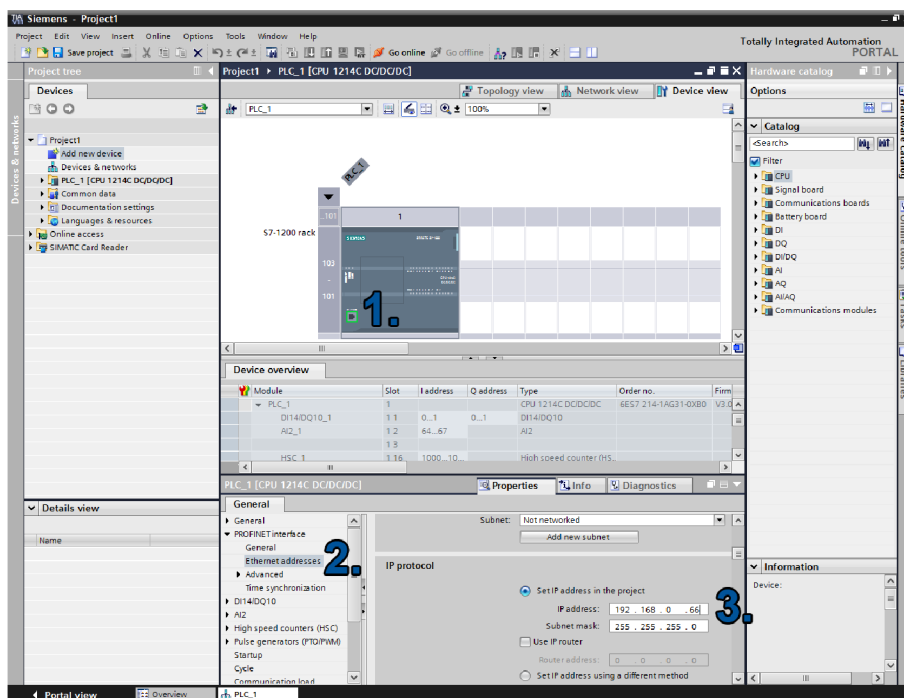 Siemens - Project1
Project Edit View Insert Online Options Tools Window Help
Totally Integrated Automation
PORTAL
Save project
Go online
Go offline
Project tree
Devices
Project1
Add new device
Devices & networks
PLC_1 [CPU 1214C DC/DC/DC]
Common data
Documentation settings
Languages & resources
Online access
SIMATIC Card Reader
Devices & networks
Details view
Name
Project1 ▸ PLC_1 [CPU 1214C DC/DC/DC]
Topology view
Network view
Device view
PLC_1
100%
PLC_1
S7-1200 rack
101
1
103
101
SIEMENS
1.
Device overview
Module Slot I address Q address Type Order no. Firm
PLC_1 1 CPU 1214C DC/DC/DC 6ES7 214-1AG31-0XB0 V3.0
DI14/DQ10_1 1 1 0...1 0...1 DI14/DQ10
AI2_1 1 2 64...67 AI2
1 3
HSC_1 1 16 1000...10... High speed counter (HS...
PLC_1 [CPU 1214C DC/DC/DC]
Properties
Info
Diagnostics
General
General
PROFINET interface
General
Ethernet addresses
Advanced
Time synchronization
DI14/DQ10
AI2
High speed counters (HSC)
Pulse generators (PTO/PWM)
Startup
Cycle
Communication load
2.
Subnet: Not networked
Add new subnet
IP protocol
Set IP address in the project
IP address: 192 . 168 . 0 . 66
Subnet mask: 255 . 255 . 255 . 0
Use IP router
Router address: 0 . 0 . 0 . 0
Set IP address using a different method
3.
Hardware catalog
Options
Catalog
<Search>
Filter
CPU
Signal board
Communications boards
Battery board
DI
DQ
DI/DQ
AI
AQ
AI/AQ
Communications modules
Information
Device:
Hardware Catalog
Online tools
Tasks
Libraries
Portal view
Overview
PLC_1